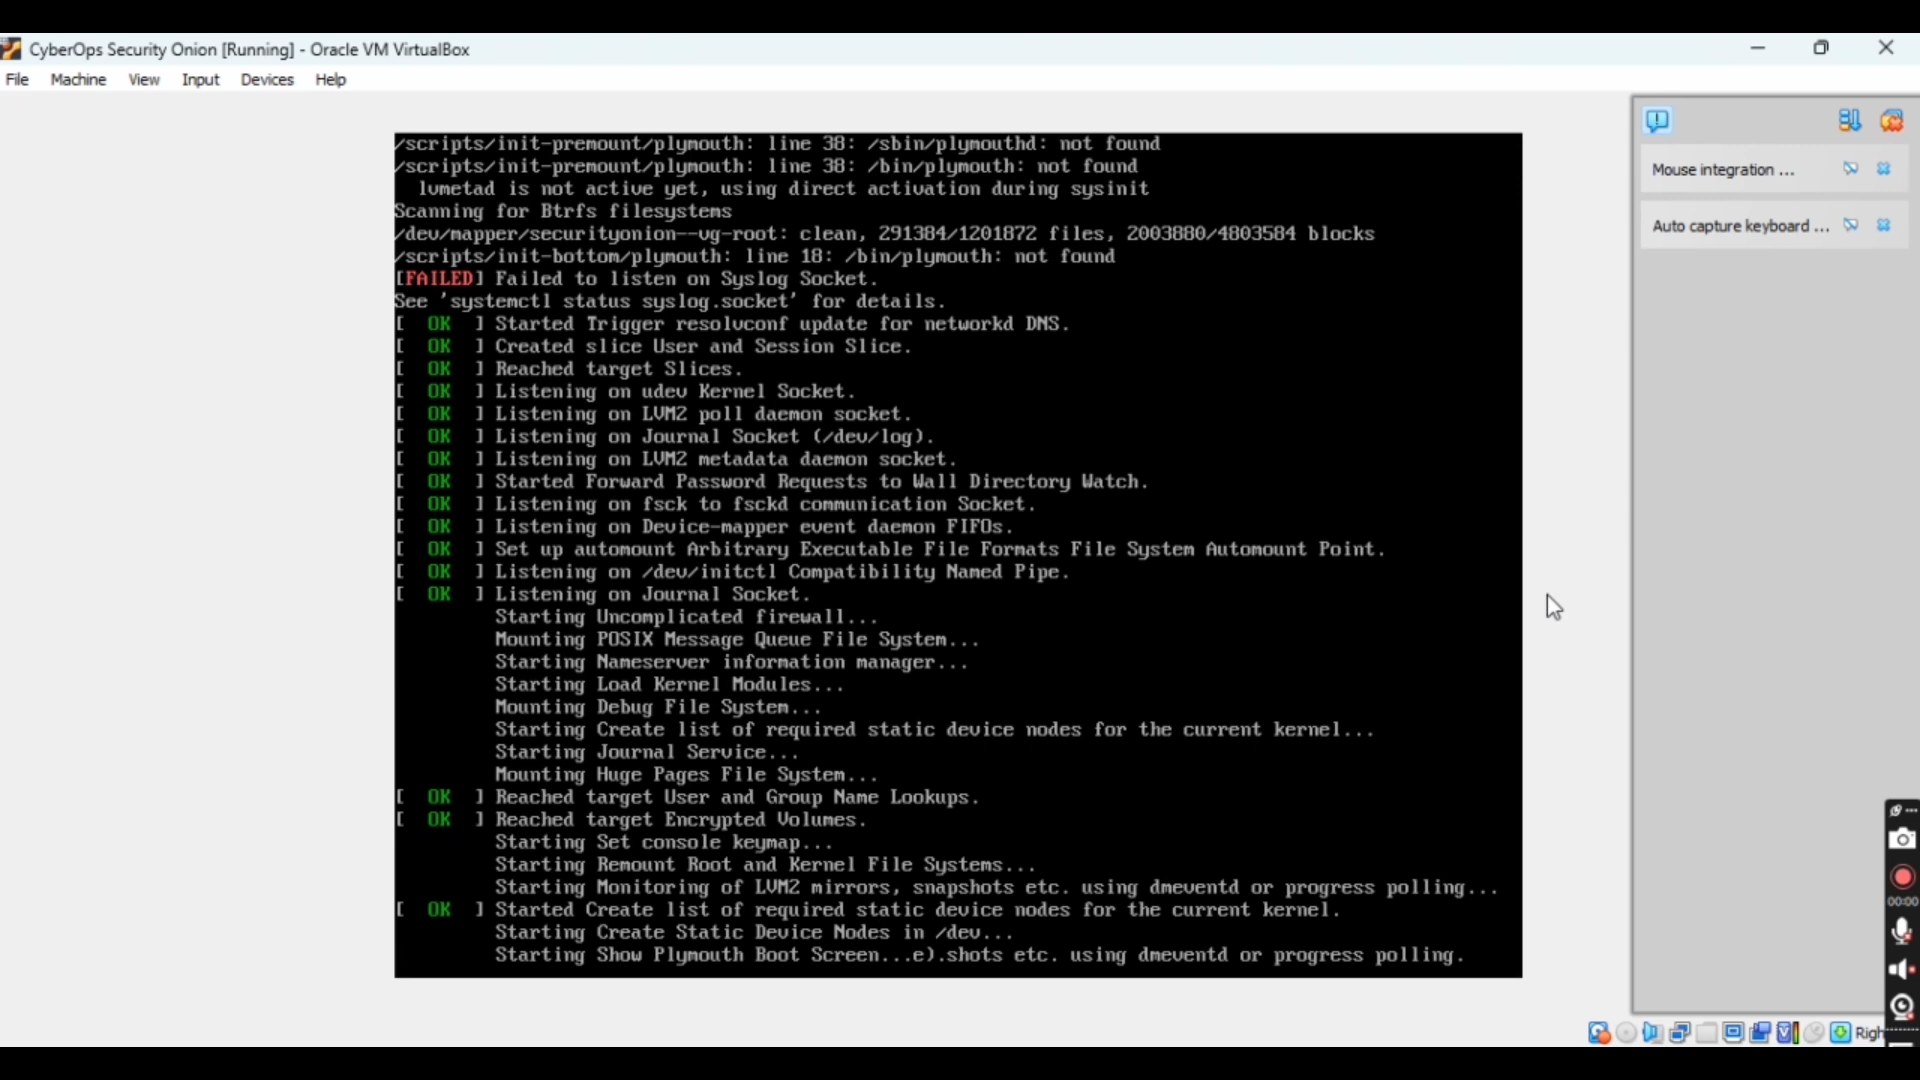 CyberOps Security Onion [Running] - Oracle VM VirtualBox
File Machine View Input Devices Help
/scripts/init-premount/plymouth: line 38: /sbin/plymouthd: not found
/scripts/init-premount/plymouth: line 38: /bin/plymouth: not found
lvmetad is not active yet, using direct activation during sysinit
Scanning for Btrfs filesystems
/dev/mapper/securityonion--vg-root: clean, 291384/1201872 files, 2003880/4803584 blocks
/scripts/init-bottom/plymouth: line 18: /bin/plymouth: not found
[FAILED] Failed to listen on Syslog Socket.
See 'systemctl status syslog.socket' for details.
[ OK ] Started Trigger resolvconf update for networkd DNS.
[ OK ] Created slice User and Session Slice.
[ OK ] Reached target Slices.
[ OK ] Listening on udev Kernel Socket.
[ OK ] Listening on LVM2 poll daemon socket.
[ OK ] Listening on Journal Socket (/dev/log).
[ OK ] Listening on LVM2 metadata daemon socket.
[ OK ] Started Forward Password Requests to Wall Directory Watch.
[ OK ] Listening on fsck to fsckd communication Socket.
[ OK ] Listening on Device-mapper event daemon FIFOs.
[ OK ] Set up automount Arbitrary Executable File Formats File System Automount Point.
[ OK ] Listening on /dev/initctl Compatibility Named Pipe.
[ OK ] Listening on Journal Socket.
Starting Uncomplicated firewall...
Mounting POSIX Message Queue File System...
Starting Nameserver information manager...
Starting Load Kernel Modules...
Mounting Debug File System...
Starting Create list of required static device nodes for the current kernel...
Starting Journal Service...
Mounting Huge Pages File System...
[ OK ] Reached target User and Group Name Lookups.
[ OK ] Reached target Encrypted Volumes.
Starting Set console keymap...
Starting Remount Root and Kernel File Systems...
Starting Monitoring of LVM2 mirrors, snapshots etc. using dmeventd or progress polling...
[ OK ] Started Create list of required static device nodes for the current kernel.
Starting Create Static Device Nodes in /dev...
Starting Show Plymouth Boot Screen...e).shots etc. using dmeventd or progress polling.
Mouse integration ...
Auto capture keyboard ...
00:00
Righ